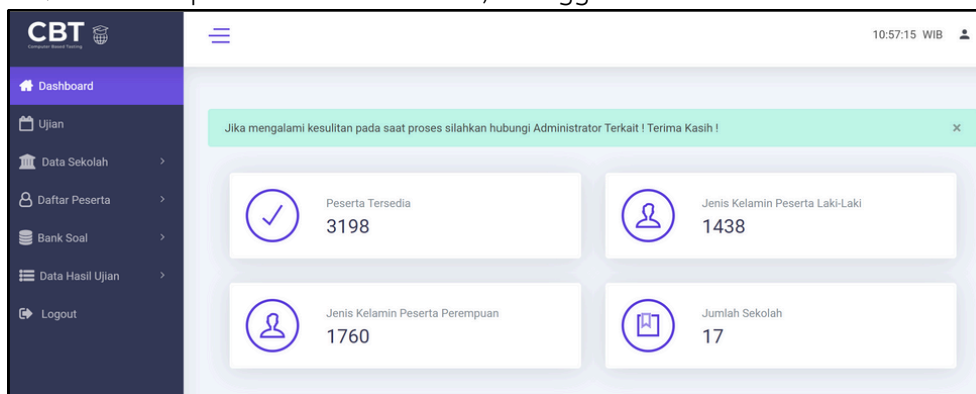 CBT
Computer Based Testing
10:57:15 WIB
Dashboard
Ujian
Data Sekolah
Daftar Peserta
Bank Soal
Data Hasil Ujian
Logout
Jika mengalami kesulitan pada saat proses silahkan hubungi Administrator Terkait ! Terima Kasih !
Peserta Tersedia
3198
Jenis Kelamin Peserta Laki-Laki
1438
Jenis Kelamin Peserta Perempuan
1760
Jumlah Sekolah
17